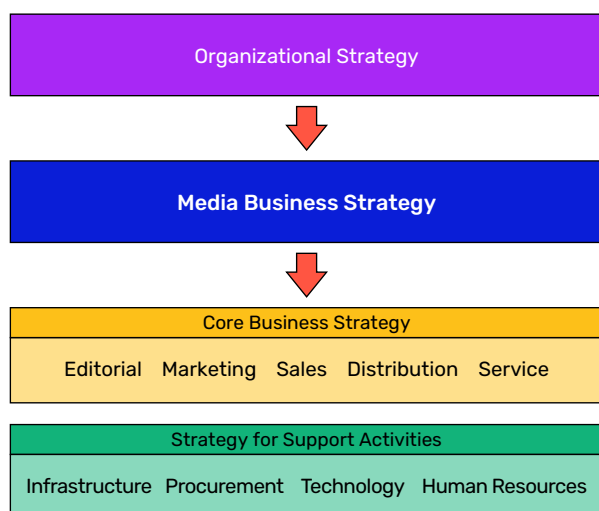 Organizational Strategy
Media Business Strategy
Core Business Strategy
Editorial Marketing Sales Distribution Service
Strategy for Support Activities
Infrastructure Procurement Technology Human Resources